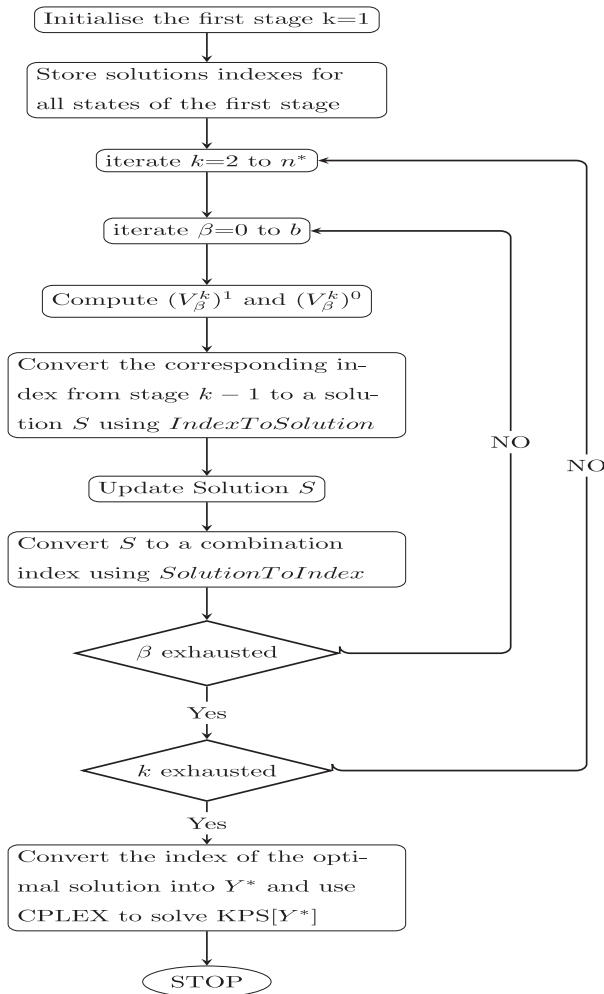 Initialise the first stage k=1
Store solutions indexes for
all states of the first stage
iterate k=2 to n*
iterate β=0 to b
Compute (V_β^k)^1 and (V_β^k)^0
Convert the corresponding in-
dex from stage k − 1 to a solu-
tion S using IndexToSolution
Update Solution S
Convert S to a combination
index using SolutionToIndex
β exhausted
NO
Yes
k exhausted
NO
Yes
Convert the index of the opti-
mal solution into Y* and use
CPLEX to solve KPS[Y*]
STOP